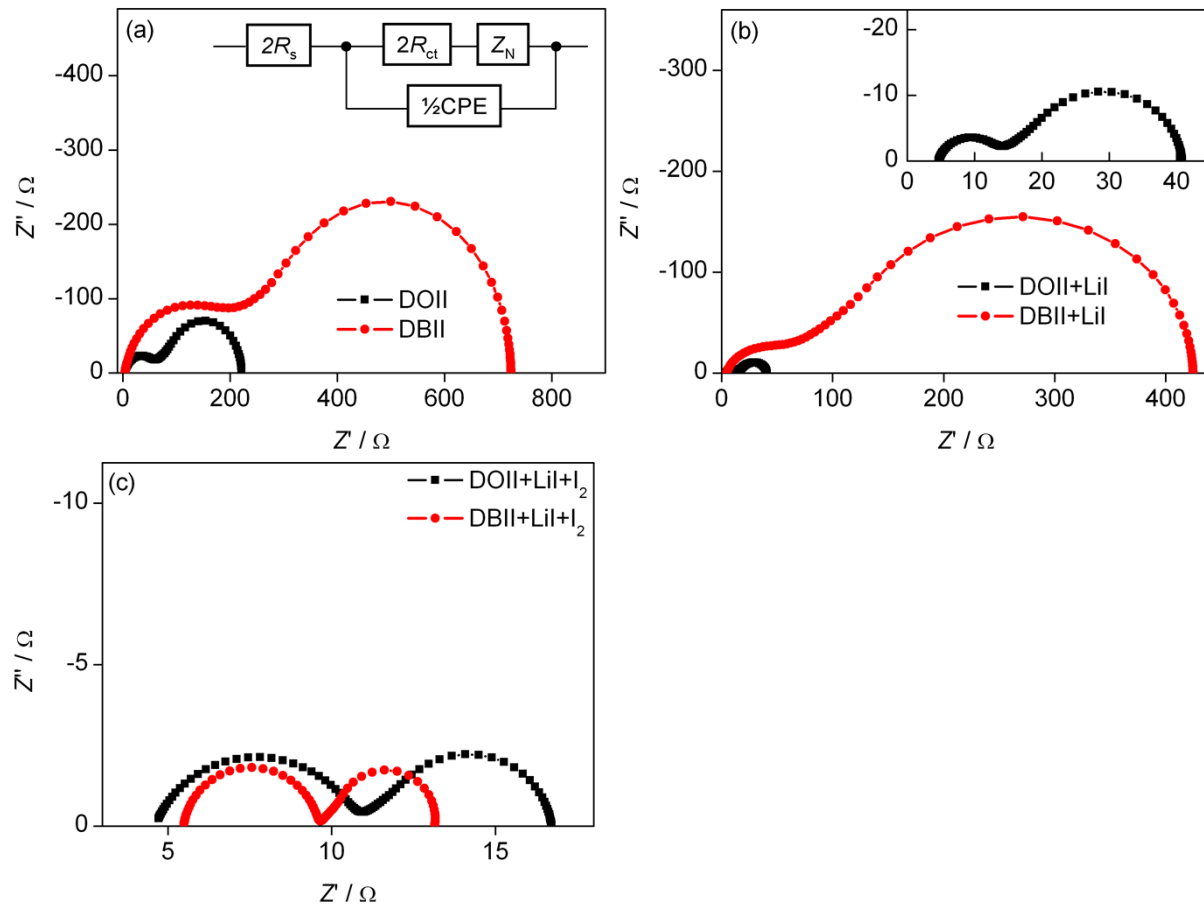 (a)
2Rs
2Rct
ZN
½CPE
-400
-300
-200
-100
0
Z'' / Ω
DOII
DBII
0 200 400 600 800
Z' / Ω
(b)
-300
-200
-100
0
Z'' / Ω
-20
-10
0
0 10 20 30 40
DOII+LiI
DBII+LiI
0 100 200 300 400
Z' / Ω
(c)
-10
-5
0
Z'' / Ω
DOII+LiI+I₂
DBII+LiI+I₂
5 10 15
Z' / Ω